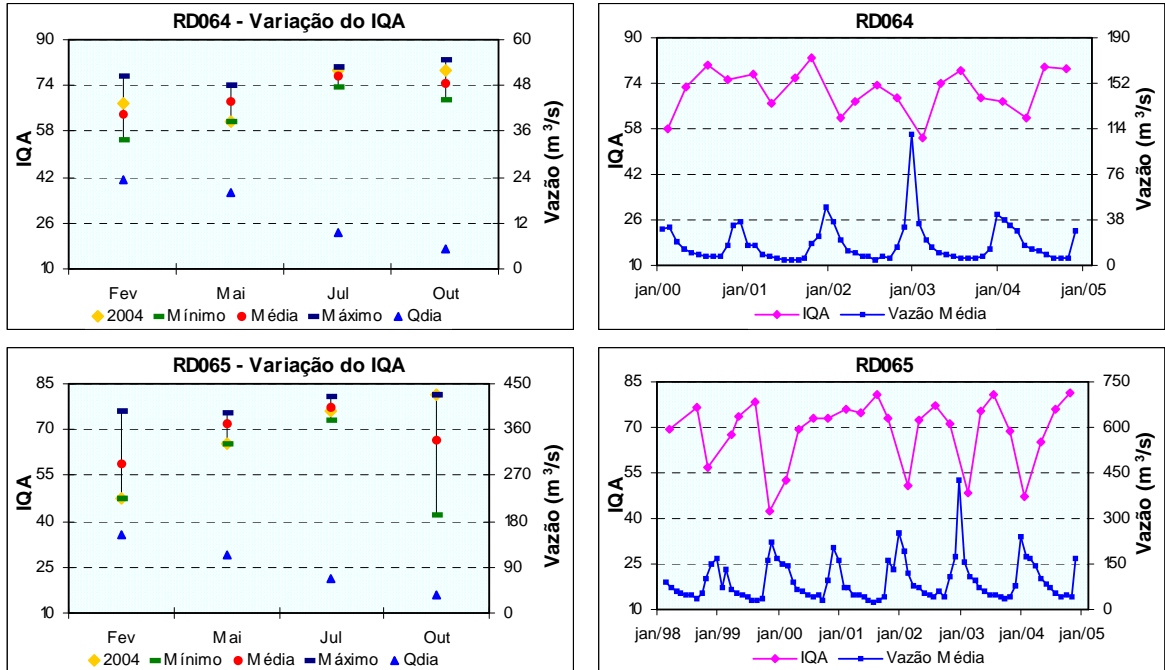 RD064 - Variação do IQA
IQA
90
74
58
42
26
10
60
48
36
24
12
0
Vazão (m³/s)
Fev Mai Jul Out
2004 Mínimo Média Máximo Qdia
RD064
IQA
90
74
58
42
26
10
190
152
114
76
38
0
Vazão (m³/s)
jan/00 jan/01 jan/02 jan/03 jan/04 jan/05
IQA Vazão Média
RD065 - Variação do IQA
IQA
85
70
55
40
25
10
450
360
270
180
90
0
Vazão (m³/s)
Fev Mai Jul Out
2004 Mínimo Média Máximo Qdia
RD065
IQA
85
70
55
40
25
10
750
600
450
300
150
0
Vazão (m³/s)
jan/98 jan/99 jan/00 jan/01 jan/02 jan/03 jan/04 jan/05
IQA Vazão Média